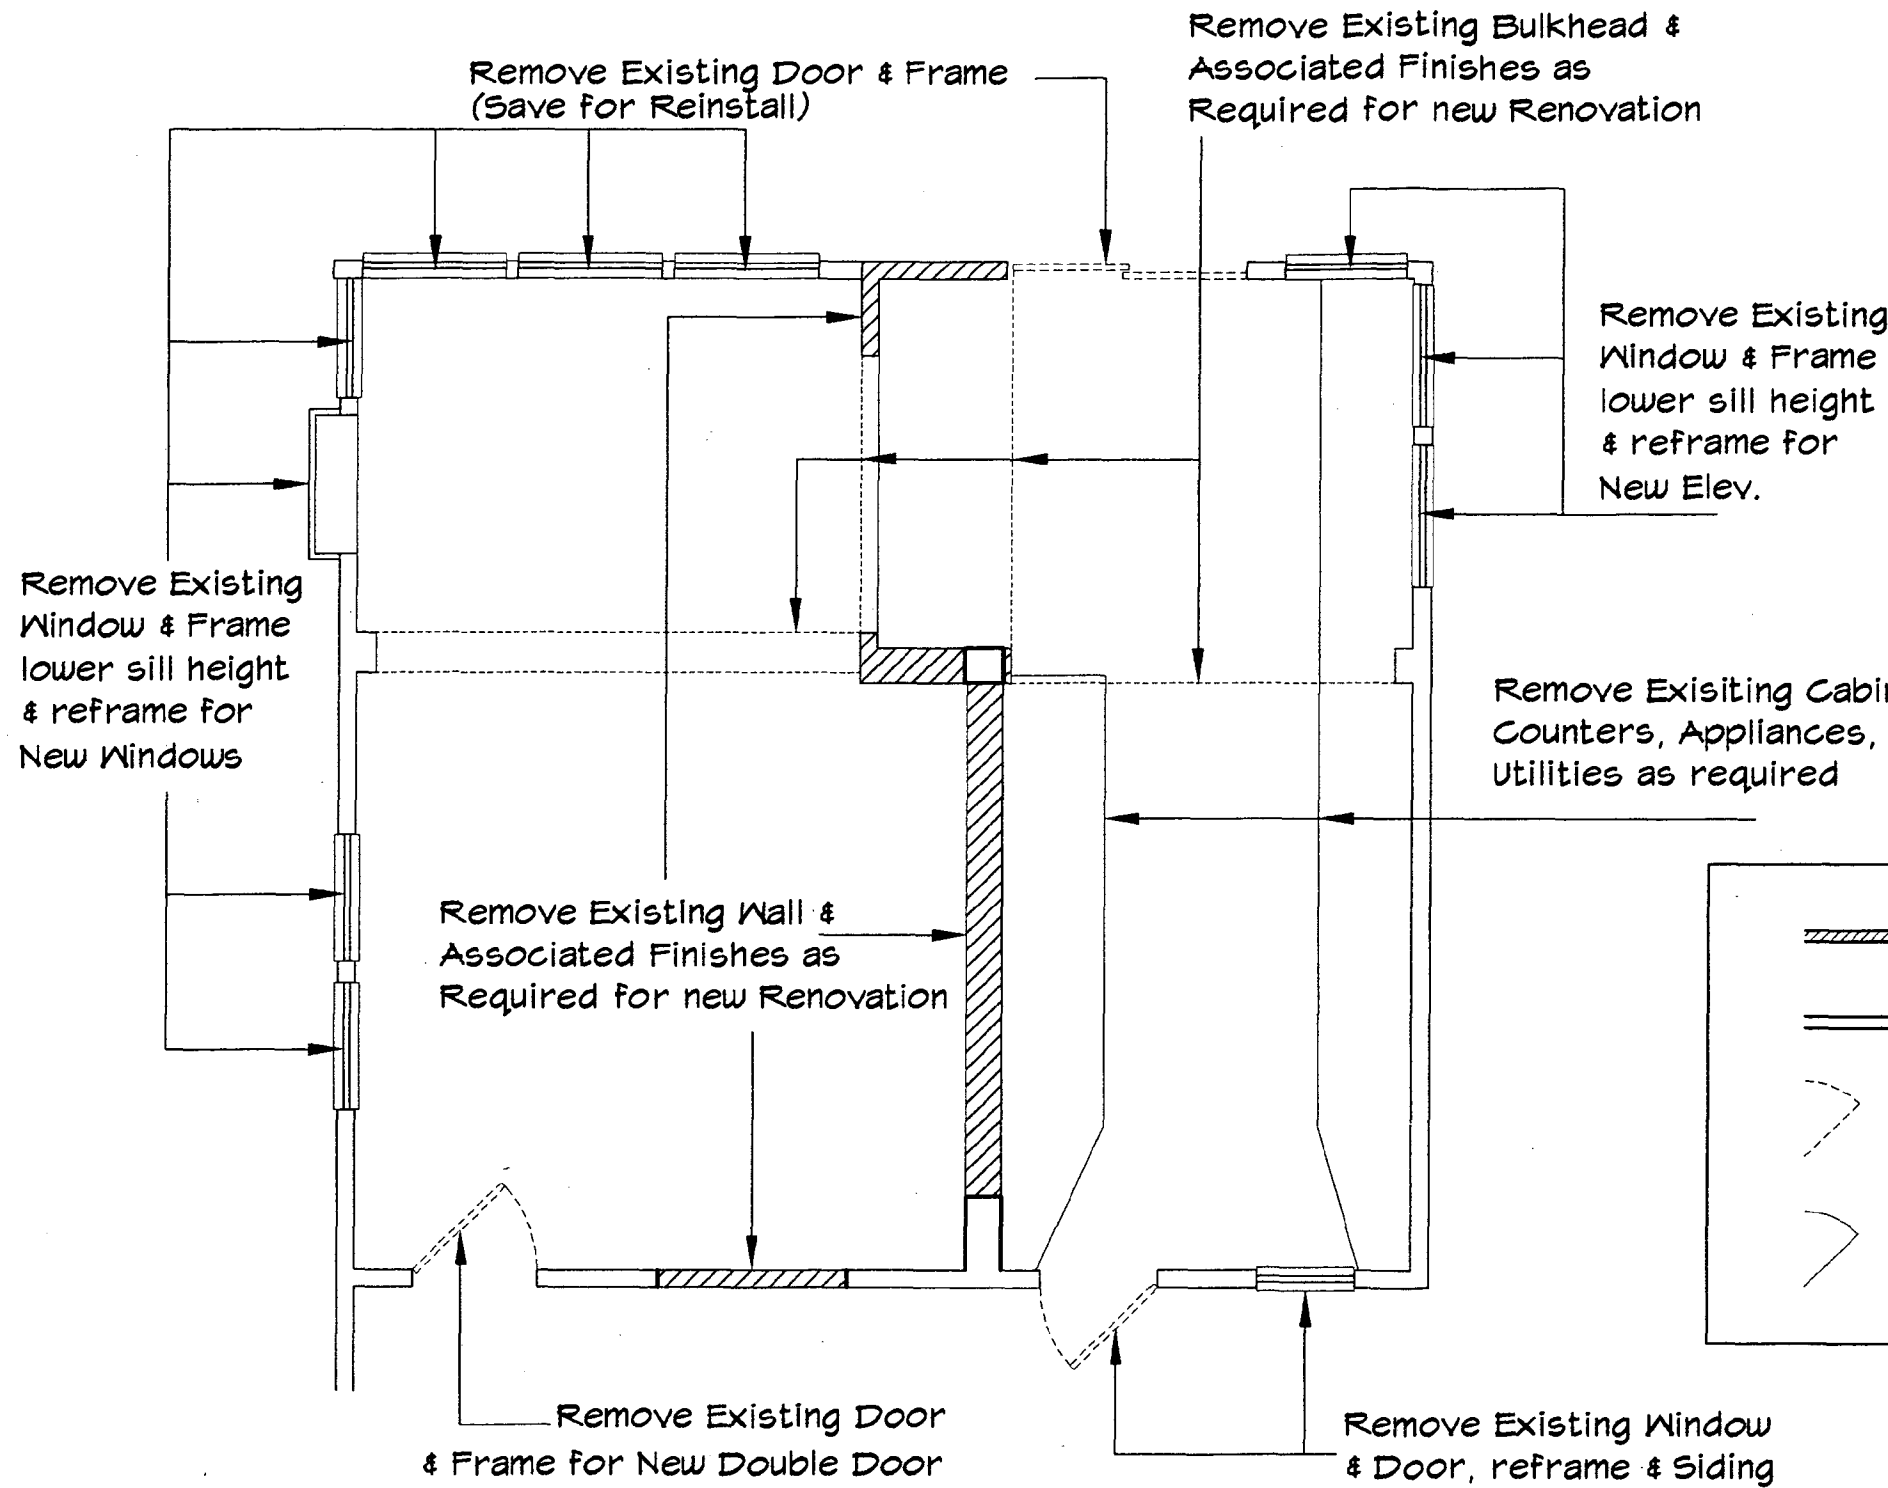 Remove Existing Bulkhead &
Associated Finishes as
Required for new Renovation
Remove Existing Door & Frame
(Save for Reinstall)
Remove Existing
Window & Frame
lower sill height
& reframe for
New Elev.
Remove Existing
Window & Frame
lower sill height
& reframe for
New Windows
Remove Exisiting Cabi
Counters, Appliances,
Utilities as required
Remove Existing Wall &
Associated Finishes as
Required for new Renovation
Remove Existing Door
& Frame for New Double Door
Remove Existing Window
& Door, reframe & Siding